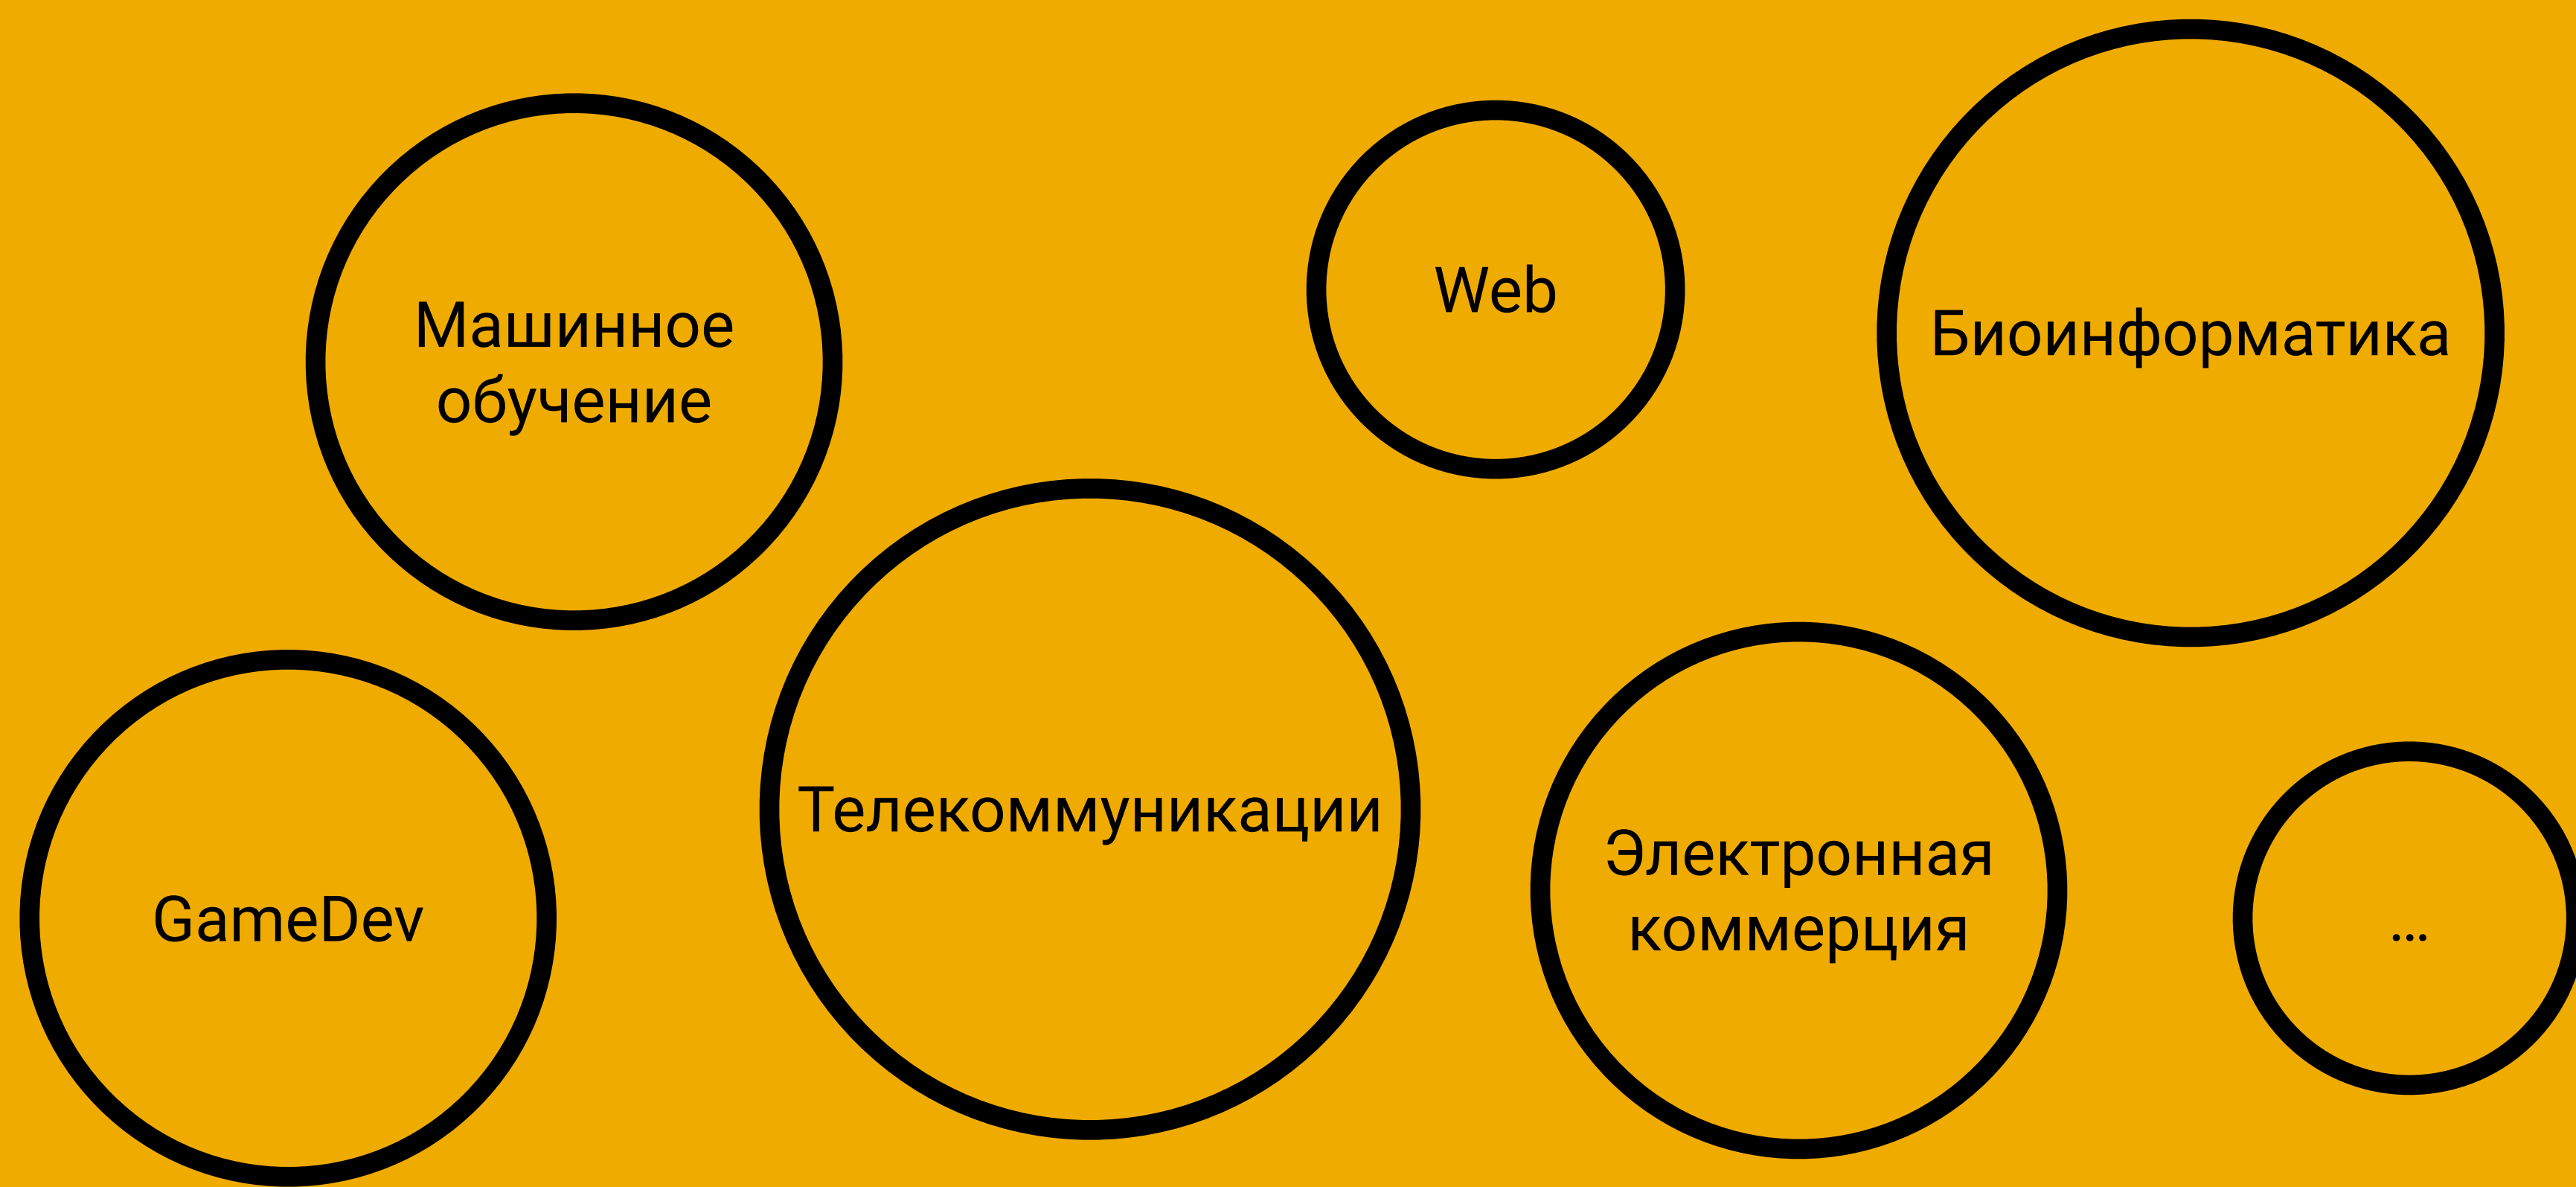 Машинное
обучение
Web
Биоинформатика
Телекоммуникации
Электронная
коммерция
GameDev
...